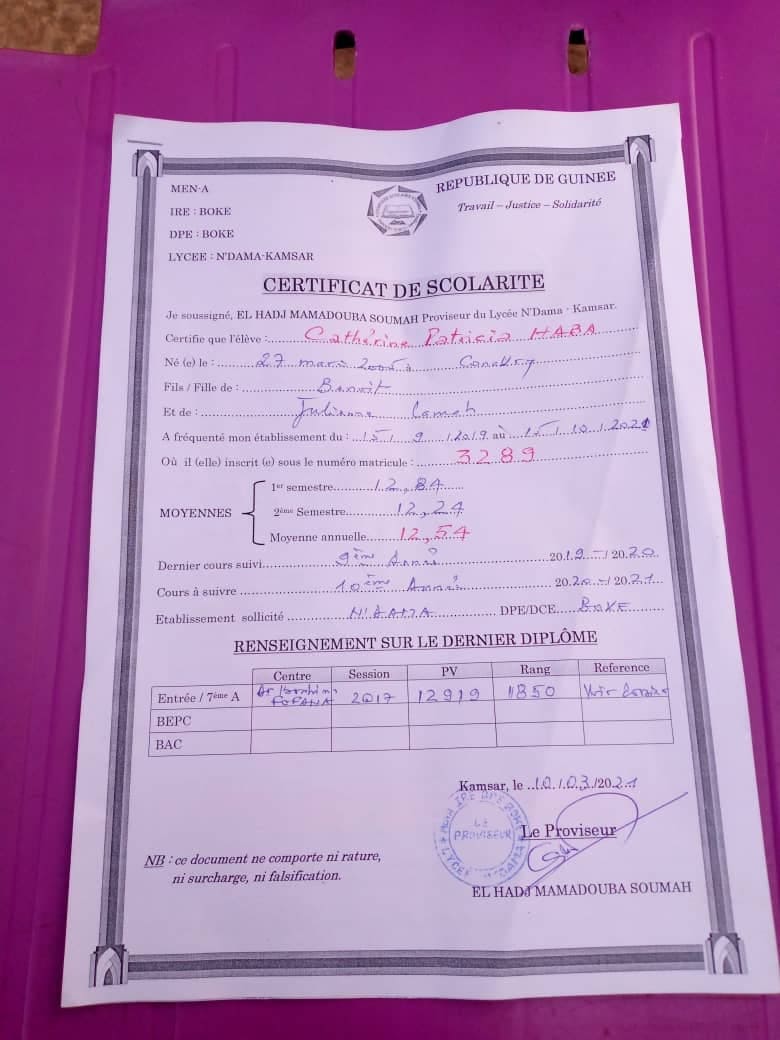 MEN-A
IRE : BOKE
DPE : BOKE
LYCEE : N'DAMA-KAMSAR
REPUBLIQUE DE GUINEE
Travail – Justice – Solidarité
CERTIFICAT DE SCOLARITE
Je soussigné, EL HADJ MAMADOUBA SOUMAH Proviseur du Lycée N'Dama - Kamsar.
Certifie que l'élève : Cathérine Patricia HABA
Né (e) le : 27 mars à Conakry
Fils / Fille de : Benoît
Et de : Julienne Camah
A fréquenté mon établissement du : 15 / 9 / 2019 au 15 / 10 / 2021
Où il (elle) inscrit (e) sous le numéro matricule : 3289
MOYENNES
1er semestre 12,84
2ème Semestre 12,24
Moyenne annuelle 12,54
Dernier cours suivi 9ème Année 2019 - / 2020
Cours à suivre 10ème Année 2020 - / 2021
Etablissement sollicité N'DAMA DPE/DCE BOKE
RENSEIGNEMENT SUR LE DERNIER DIPLÔME
Centre Session PV Rang Reference
Entrée / 7ème A FOFANA 2017 12919 Voir
BEPC
BAC
Kamsar, le 10 / 03 / 2021
LE PROVISEUR
Le Proviseur
NB : ce document ne comporte ni rature,
ni surcharge, ni falsification.
EL HADJ MAMADOUBA SOUMAH